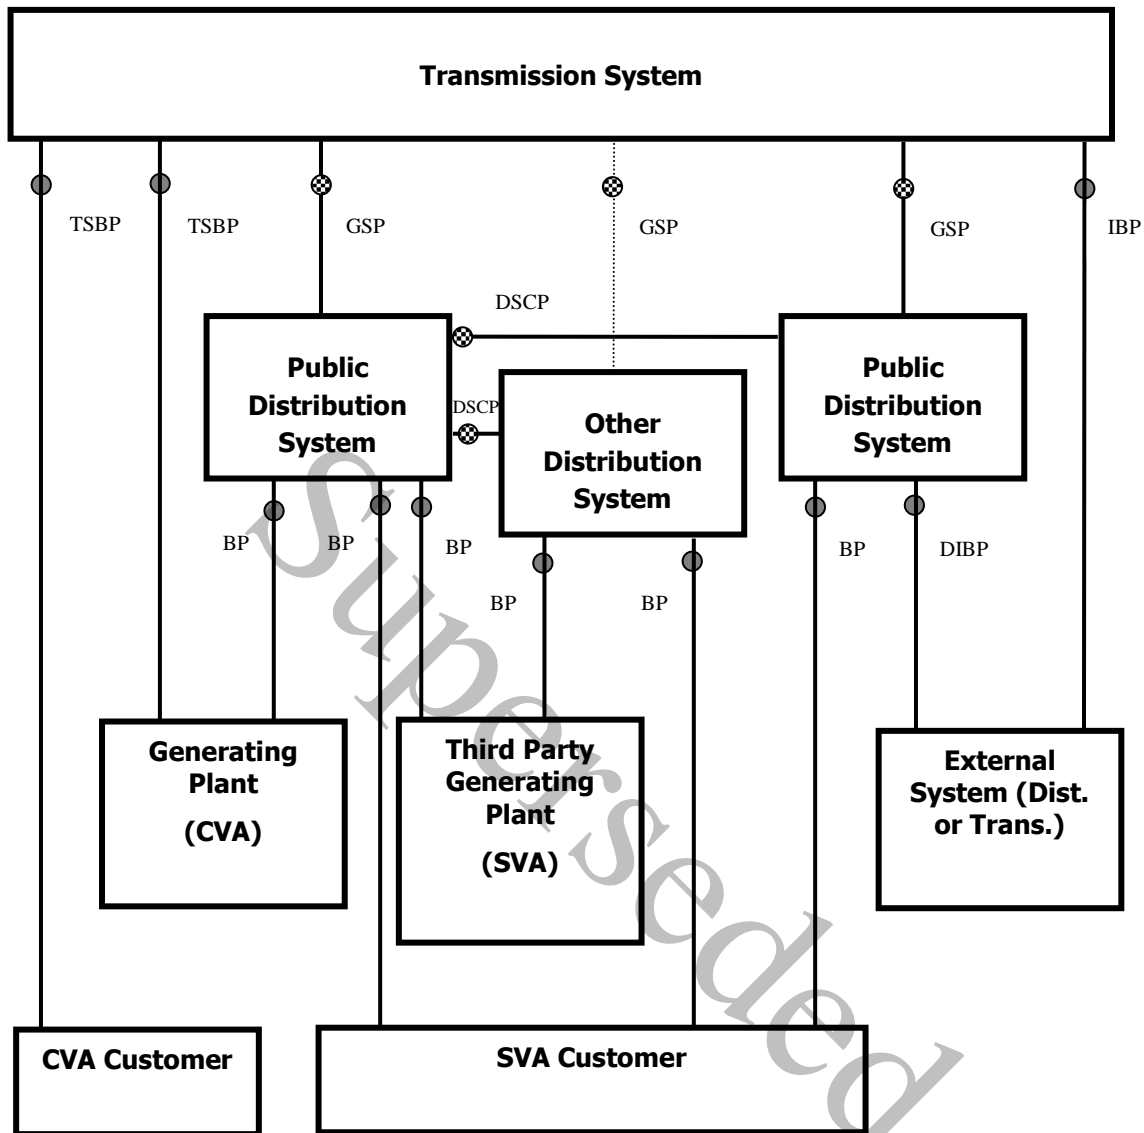 Transmission System
TSBP
TSBP
GSP
GSP
GSP
IBP
DSCP
Public
Distribution
System
DSCP
Other
Distribution
System
Public
Distribution
System
BP
BP
BP
BP
BP
BP
DIBP
Generating
Plant
(CVA)
Third Party
Generating
Plant
(SVA)
External
System (Dist.
or Trans.)
CVA Customer
SVA Customer
Superseded